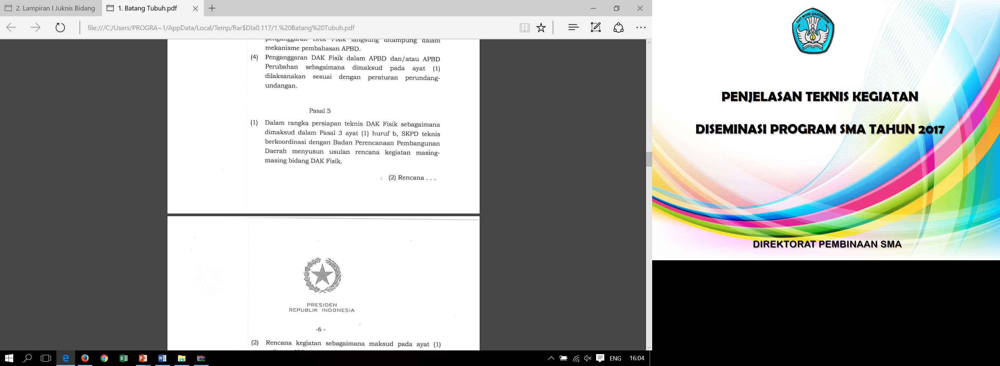 2. Lampiran I Juknis Bidang
1. Batang Tubuh.pdf
file:///C:/Users/PROGRA~1/AppData/Local/Temp/Rar$DIa0.117/1.%20Batang%20Tubuh.pdf
penganggaran DAK Fisik langsung ditampung dalam
mekanisme pembahasan APBD.
(4) Penganggaran DAK Fisik dalam APBD dan/atau APBD
Perubahan sebagaimana dimaksud pada ayat (1)
dilaksanakan sesuai dengan peraturan perundang-
undangan.
Pasal 5
(1) Dalam rangka persiapan teknis DAK Fisik sebagaimana
dimaksud dalam Pasal 3 ayat (1) huruf b, SKPD teknis
berkoordinasi dengan Badan Perencanaan Pembangunan
Daerah menyusun usulan rencana kegiatan masing-
masing bidang DAK Fisik.
(2) Rencana . . .
PRESIDEN
REPUBLIK INDONESIA
-6 -
(2) Rencana kegiatan sebagaimana maksud pada ayat (1)
ENG
16:04
TUT WURI HANDAYANI
PENJELASAN TEKNIS KEGIATAN
DISEMINASI PROGRAM SMA TAHUN 2017
DIREKTORAT PEMBINAAN SMA